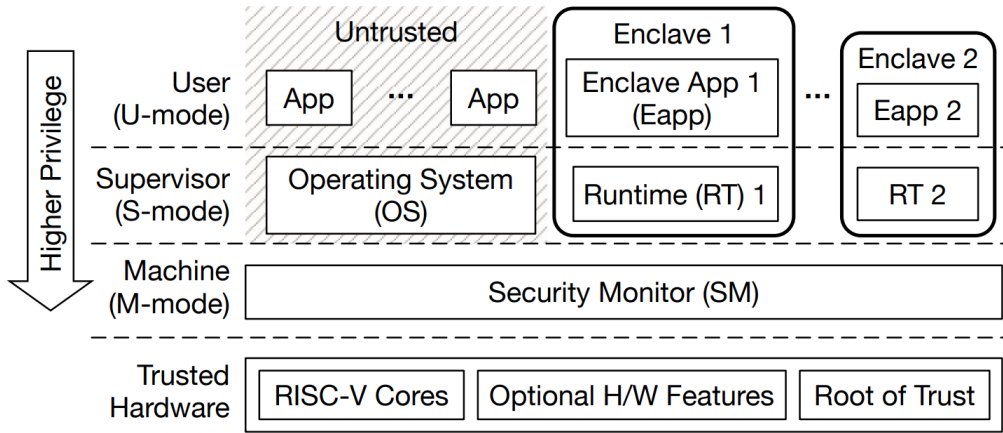 Higher Privilege
Untrusted
Enclave 1
Enclave 2
User
(U-mode)
App
...
App
Enclave App 1
(Eapp)
...
Eapp 2
Supervisor
(S-mode)
Operating System
(OS)
Runtime (RT) 1
RT 2
Machine
(M-mode)
Security Monitor (SM)
Trusted
Hardware
RISC-V Cores
Optional H/W Features
Root of Trust